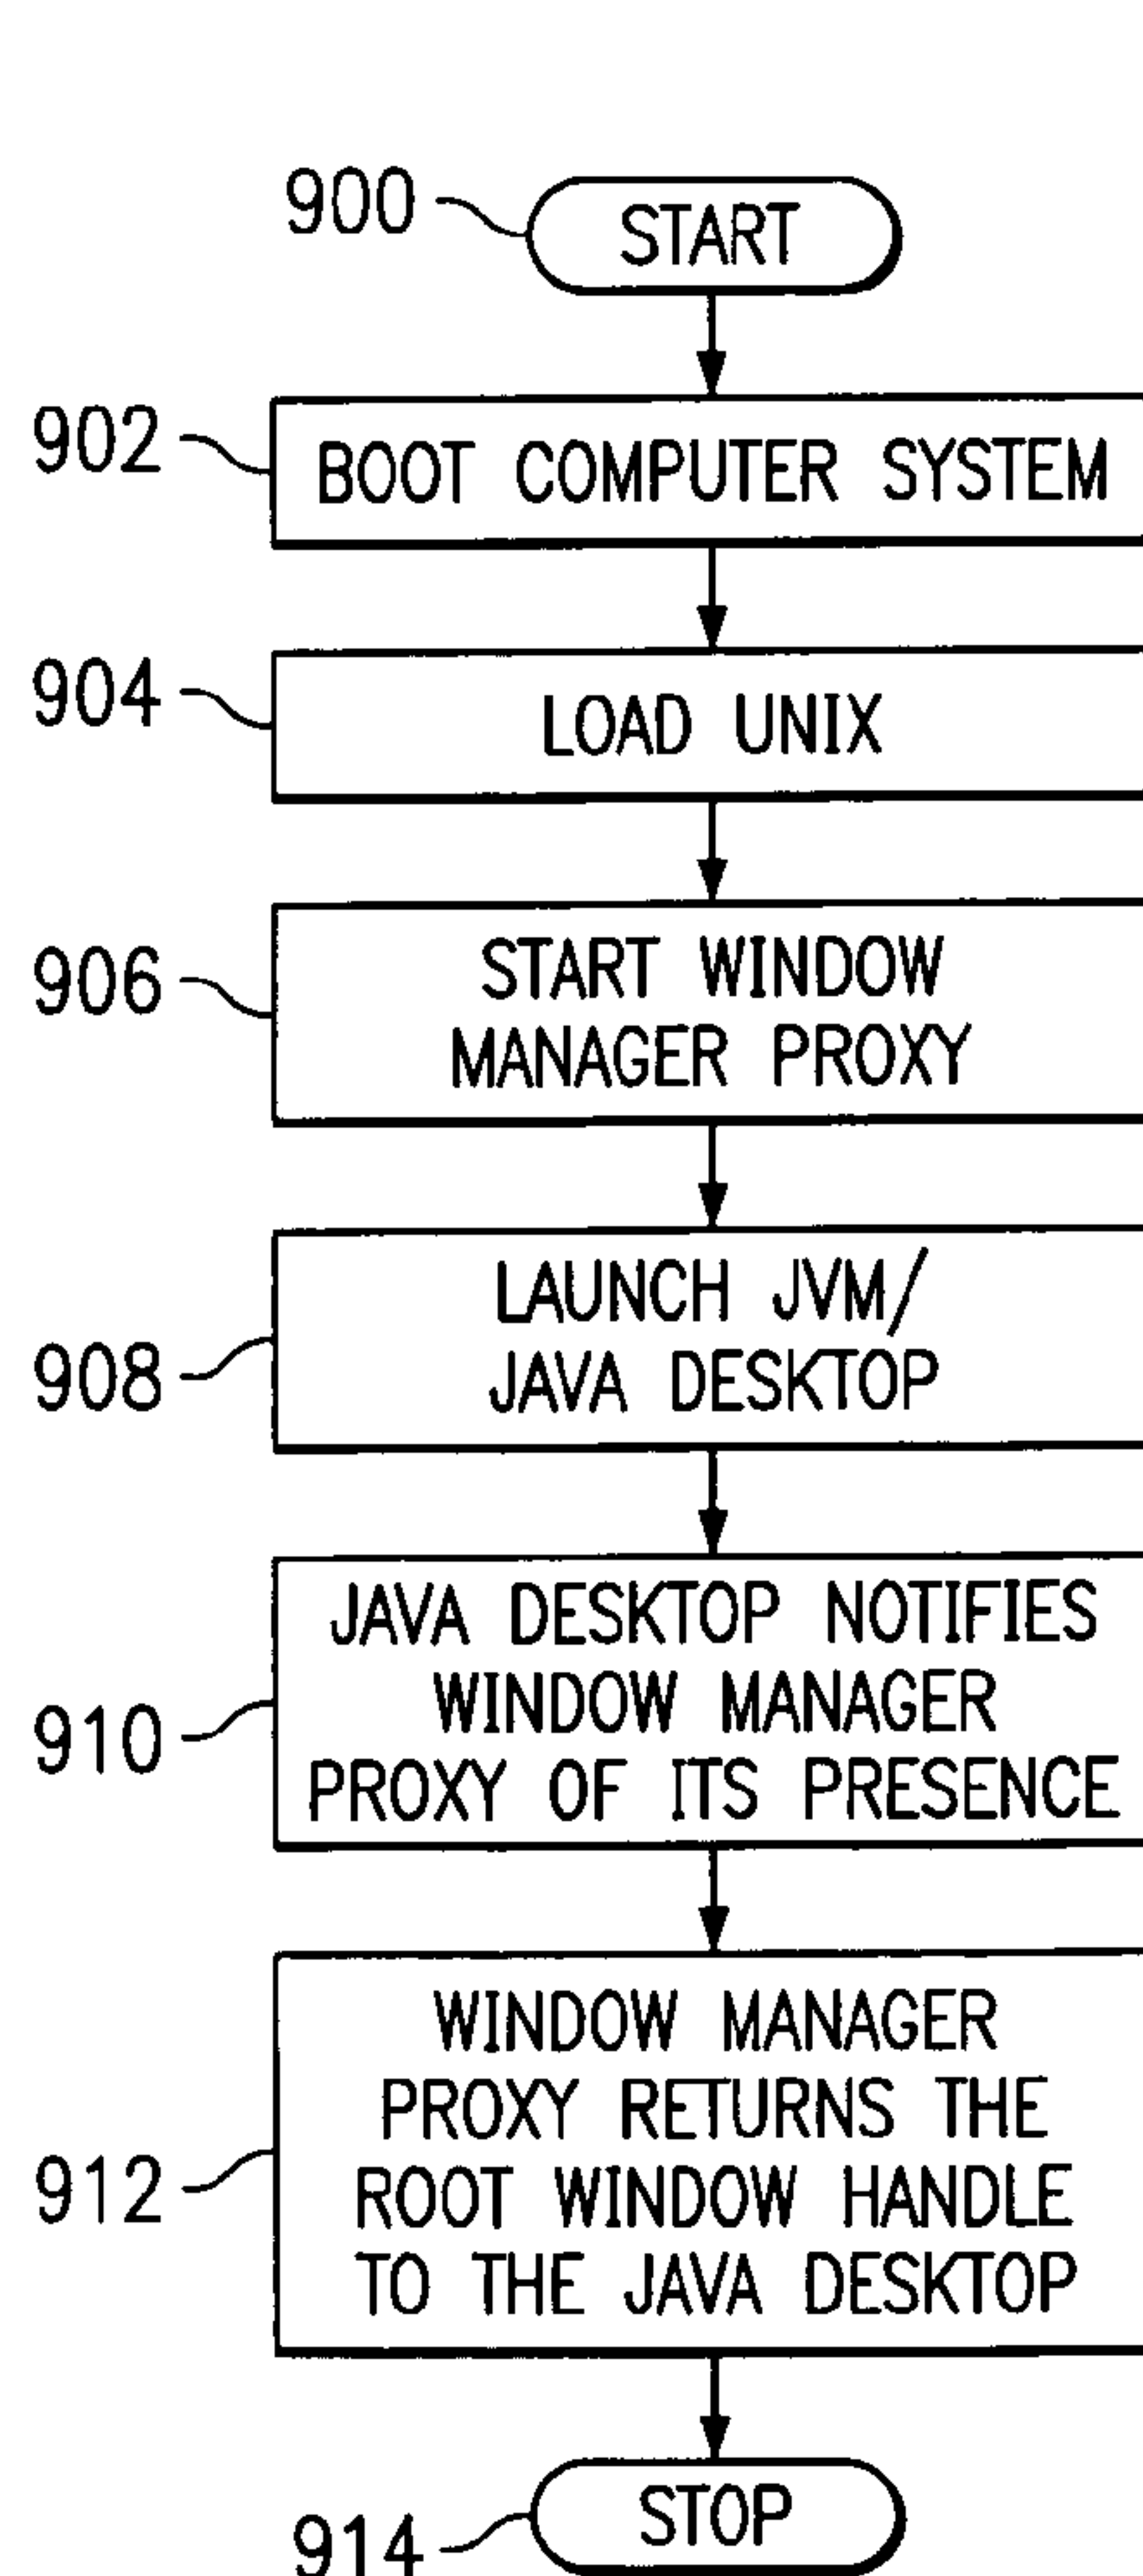 900
START
902
BOOT COMPUTER SYSTEM
904
LOAD UNIX
906
START WINDOW
MANAGER PROXY
908
LAUNCH JVM/
JAVA DESKTOP
910
JAVA DESKTOP NOTIFIES
WINDOW MANAGER
PROXY OF ITS PRESENCE
912
WINDOW MANAGER
PROXY RETURNS THE
ROOT WINDOW HANDLE
TO THE JAVA DESKTOP
914
STOP